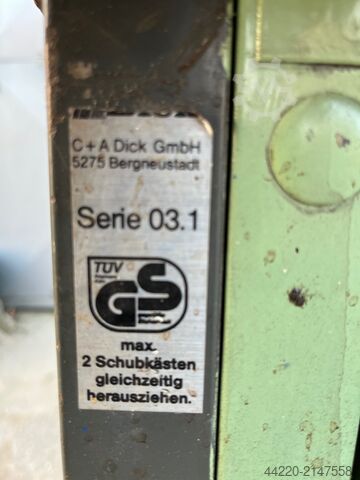 C + A Dick GmbH
5275 Bergneustadt
Serie 03.1
TÜV
GS
max.
2 Schubkästen
gleichzeitig
herausziehen.
44220-2147558